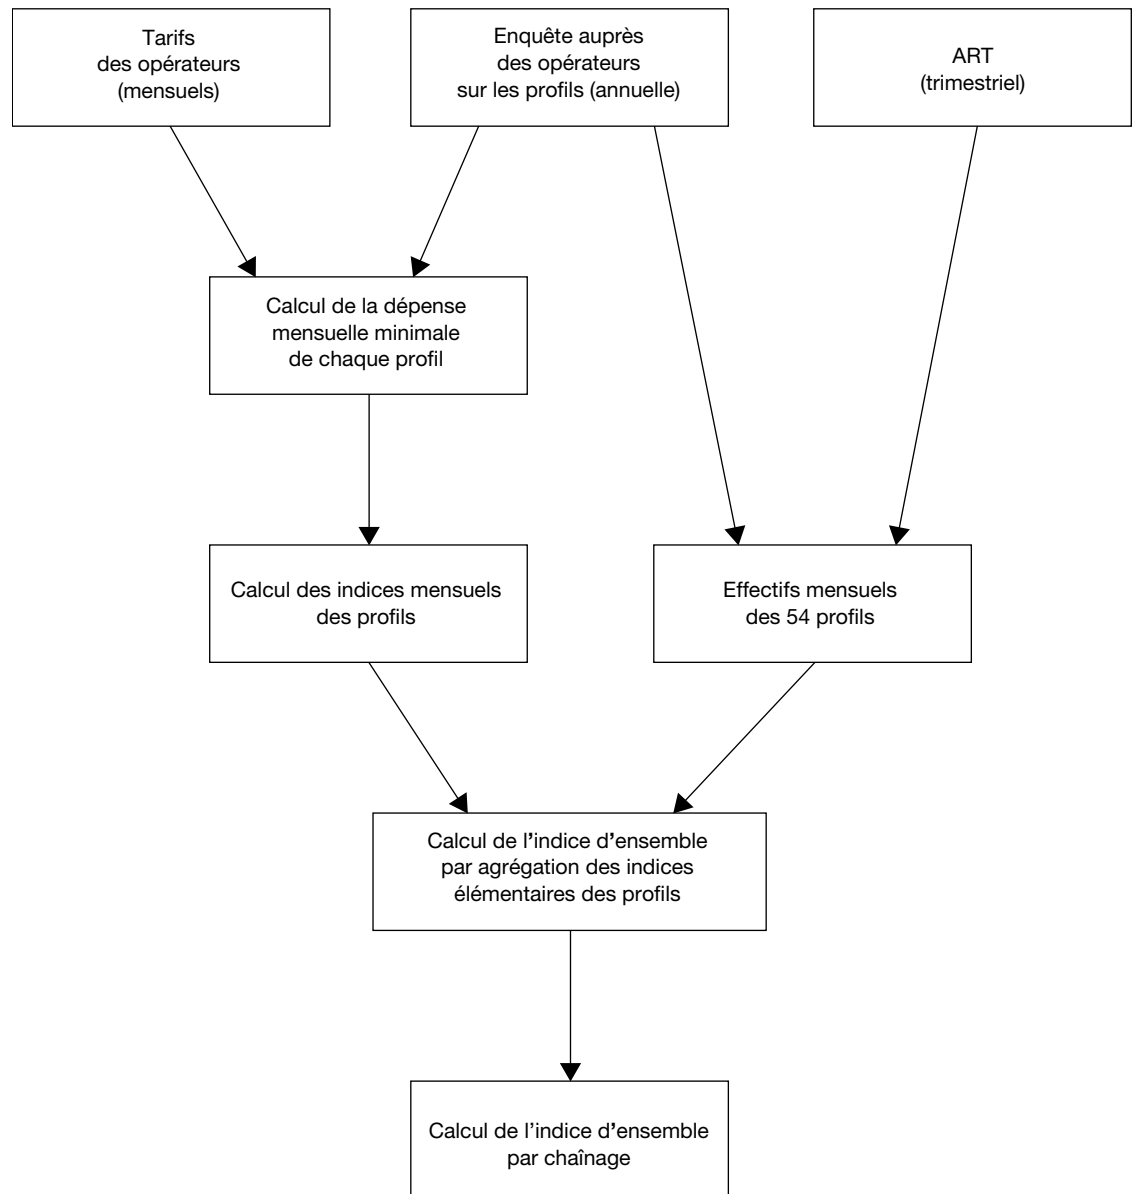 Tarifs
des opérateurs
(mensuels)
Enquête auprès
des opérateurs
sur les profils (annuelle)
ART
(trimestriel)
Calcul de la dépense
mensuelle minimale
de chaque profil
Calcul des indices mensuels
des profils
Effectifs mensuels
des 54 profils
Calcul de l'indice d'ensemble
par agrégation des indices
élémentaires des profils
Calcul de l'indice d'ensemble
par chaînage